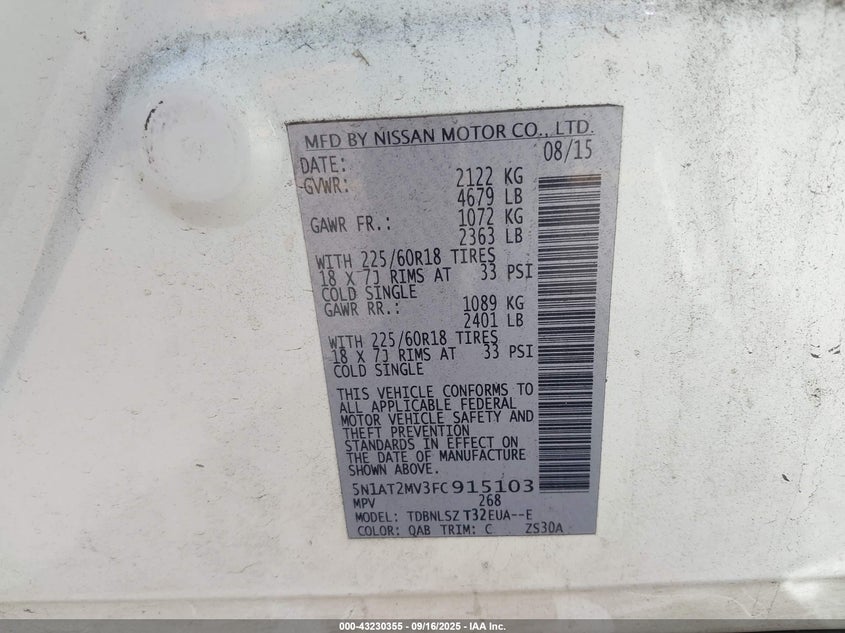 MFD BY NISSAN MOTOR CO., LTD.
DATE: 08/15
GVWR: 2122 KG
4679 LB
GAWR FR.: 1072 KG
2363 LB
WITH 225/60R18 TIRES
18 X 7J RIMS AT 33 PSI
COLD SINGLE
GAWR RR.: 1089 KG
2401 LB
WITH 225/60R18 TIRES
18 X 7J RIMS AT 33 PSI
COLD SINGLE
THIS VEHICLE CONFORMS TO
ALL APPLICABLE FEDERAL
MOTOR VEHICLE SAFETY AND
THEFT PREVENTION
STANDARDS IN EFFECT ON
THE DATE OF MANUFACTURE
SHOWN ABOVE.
5N1AT2MV3FC915103
MPV 268
MODEL: TDBNLSZ T32EUA--E
COLOR: QAB TRIM: C ZS30A
000-43230355 - 09/16/2025 - IAA Inc.